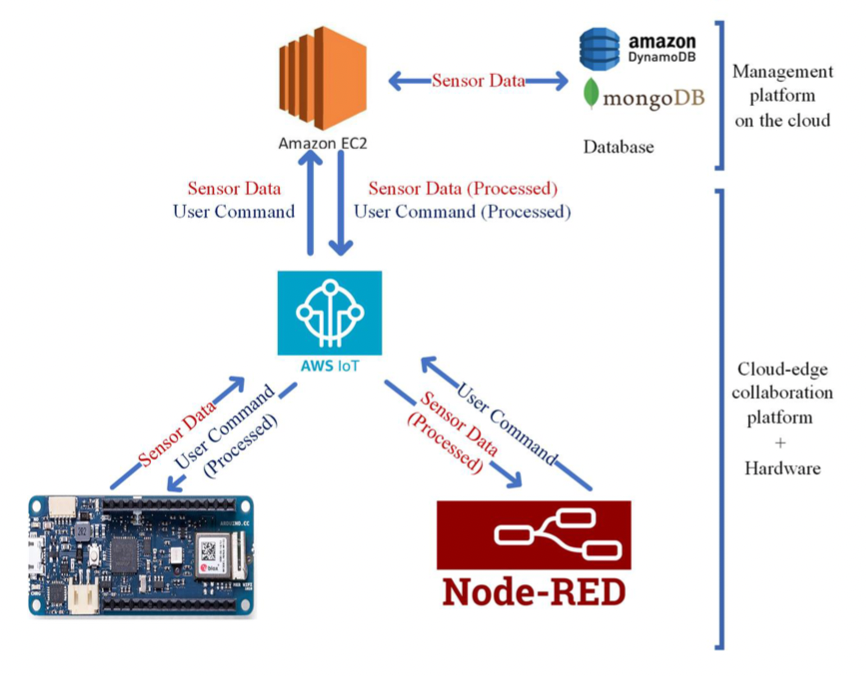 amazon
DynamoDB
mongoDB
Sensor Data
Management
platform
on the cloud
Amazon EC2
Database
Sensor Data
User Command
Sensor Data (Processed)
User Command (Processed)
AWS IoT
Cloud-edge
collaboration
platform
+
Hardware
Sensor Data
User Command
(Processed)
Sensor Data
(Processed)
User Command
ARDUINO.CC
Node-RED